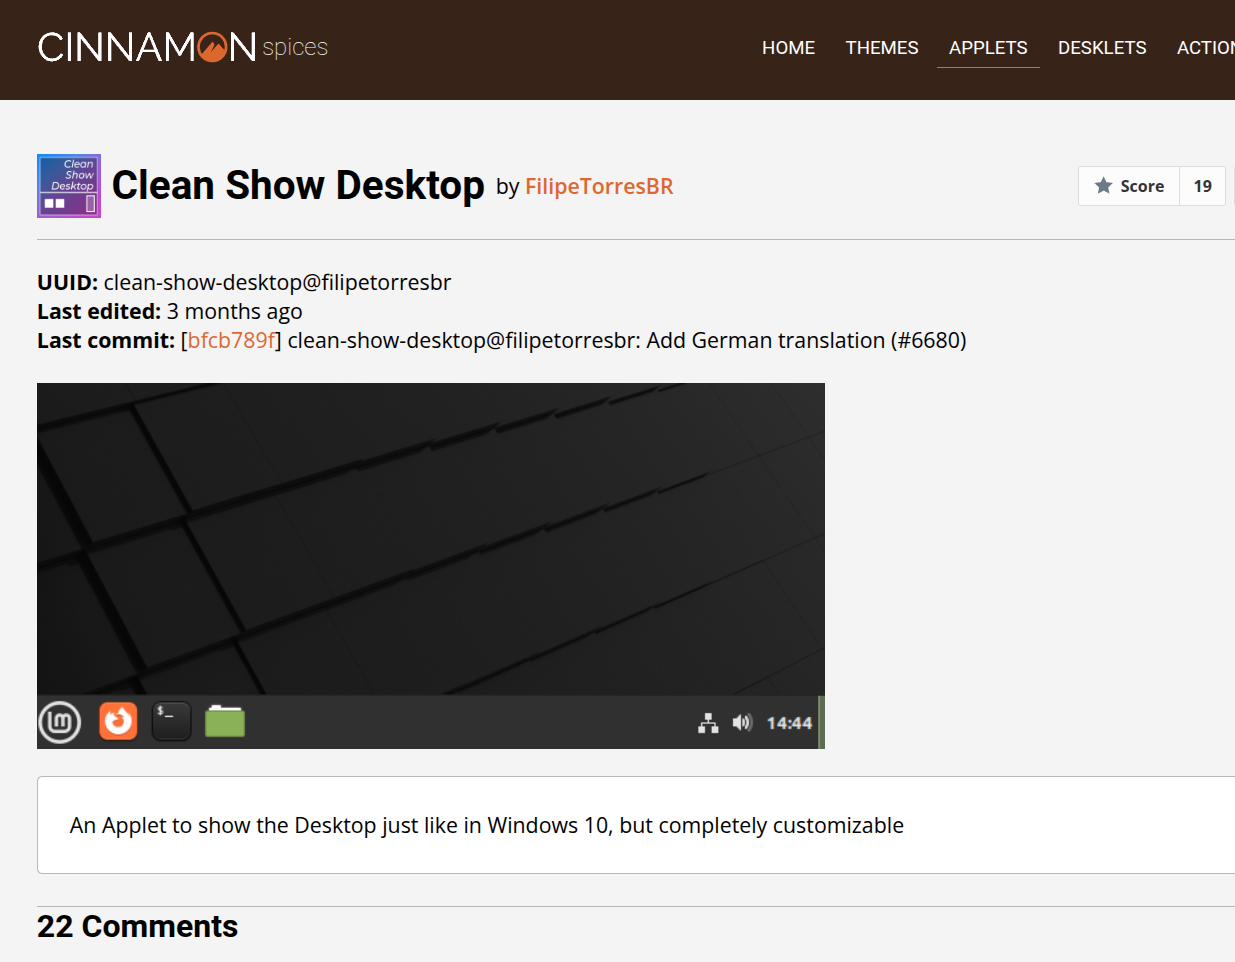 CINNAMON spices
HOME THEMES APPLETS DESKLETS ACTION
Clean
Show
Desktop
Clean Show Desktop by FilipeTorresBR
Score 19
UUID: clean-show-desktop@filipetorresbr
Last edited: 3 months ago
Last commit: [bfcb789f] clean-show-desktop@filipetorresbr: Add German translation (#6680)
$_
14:44
An Applet to show the Desktop just like in Windows 10, but completely customizable
22 Comments